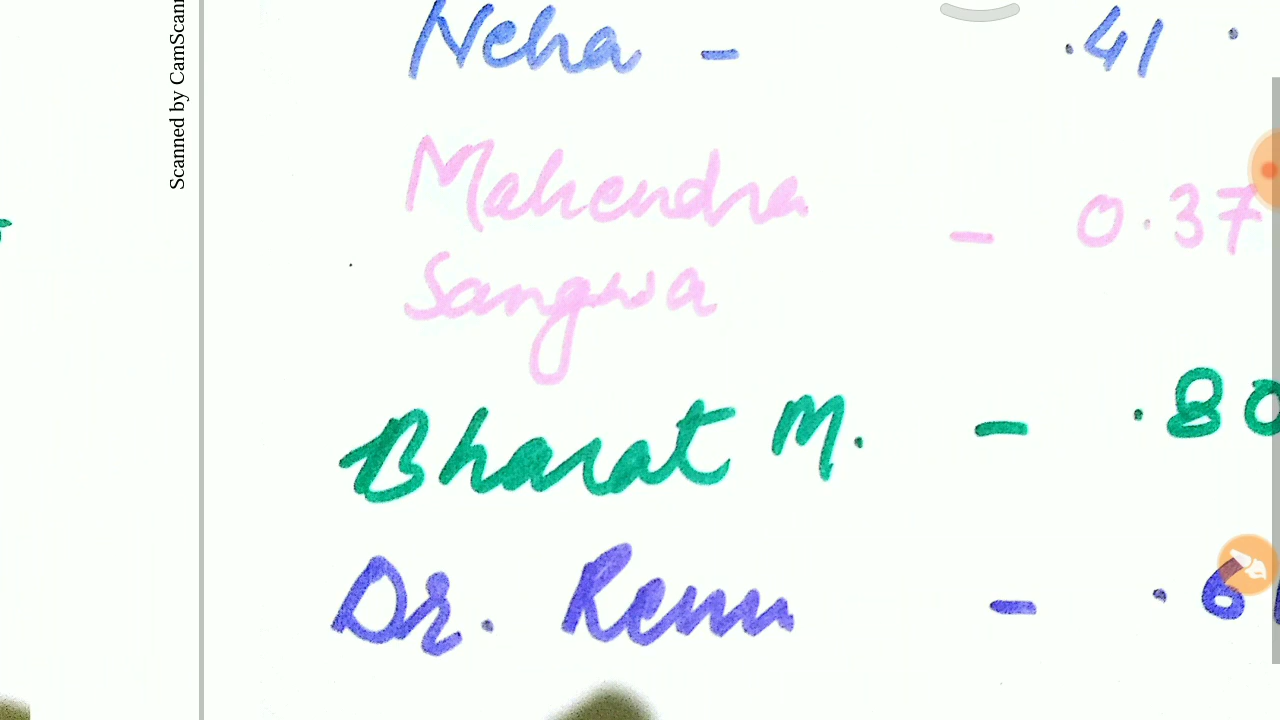 Scanned by CamScann
Neha - .41
Mahendra - 0.37
Sangwa
Bharat M. - .80
Dr. Renu - .6